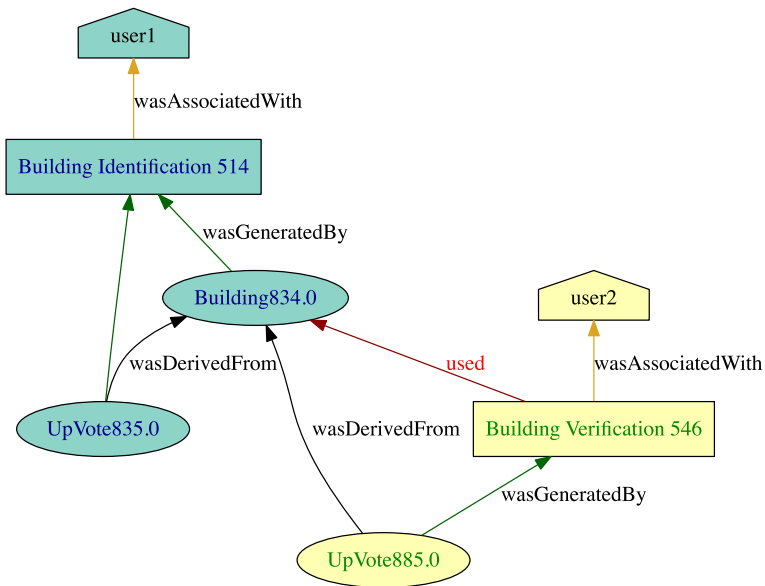 user1
wasAssociatedWith
Building Identification 514
wasGeneratedBy
Building834.0
user2
wasDerivedFrom
used
wasAssociatedWith
UpVote835.0
wasDerivedFrom
Building Verification 546
wasGeneratedBy
UpVote885.0